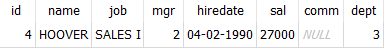 id name job mgr hiredate sal comm dept
4 HOOVER SALES I 2 04-02-1990 27000 NULL 3